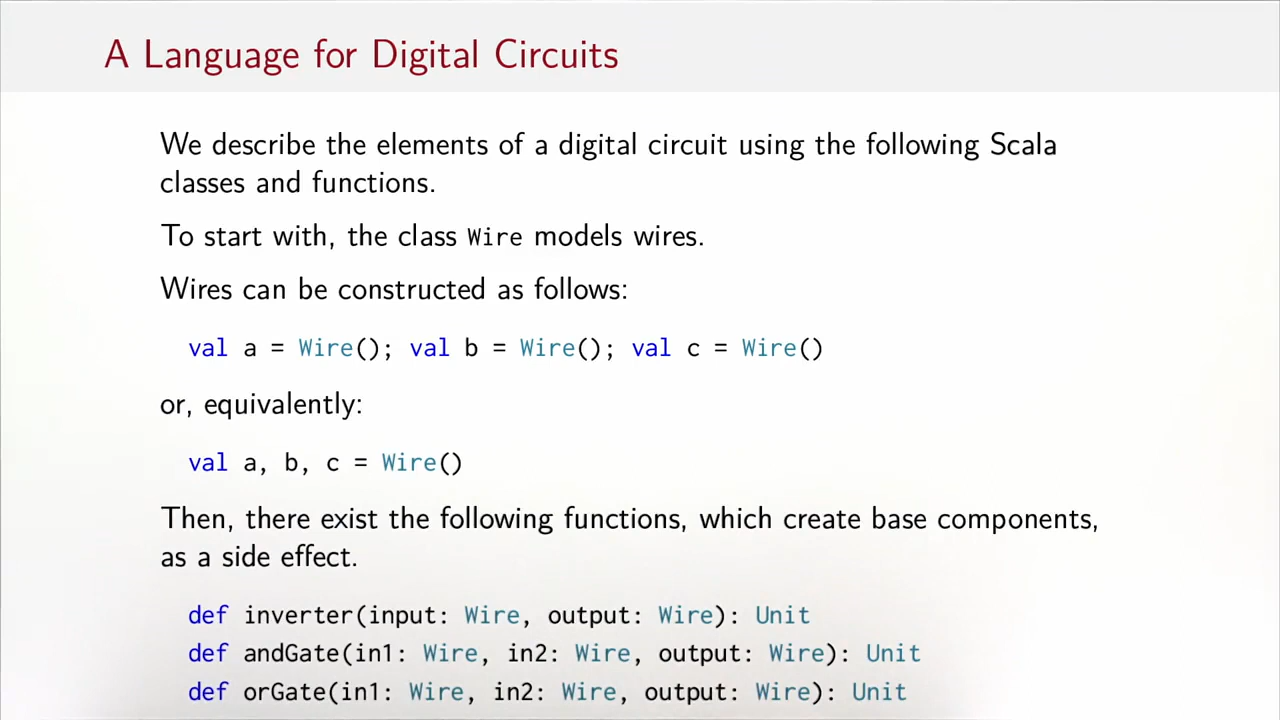 A Language for Digital Circuits
We describe the elements of a digital circuit using the following Scala
classes and functions.
To start with, the class Wire models wires.
Wires can be constructed as follows:
val a = Wire(); val b = Wire(); val c = Wire()
or, equivalently:
val a, b, c = Wire()
Then, there exist the following functions, which create base components,
as a side effect.
def inverter(input: Wire, output: Wire): Unit
def andGate(in1: Wire, in2: Wire, output: Wire): Unit
def orGate(in1: Wire, in2: Wire, output: Wire): Unit